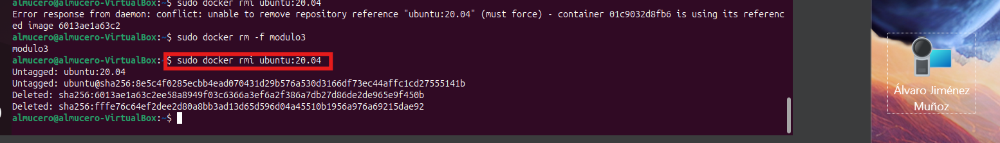 almucero@almucero-VirtualBox:~$ sudo docker rmi ubuntu:20.04
Error response from daemon: conflict: unable to remove repository reference "ubuntu:20.04" (must force) - container 01c9032d8fb6 is using its referenc
ed image 6013ae1a63c2
almucero@almucero-VirtualBox:~$ sudo docker rm -f modulo3
modulo3
almucero@almucero-VirtualBox:~$ sudo docker rmi ubuntu:20.04
Untagged: ubuntu:20.04
Untagged: ubuntu@sha256:8e5c4f0285ecbb4ead070431d29b576a530d3166df73ec44affc1cd27555141b
Deleted: sha256:6013ae1a63c2ee58a8949f03c6366a3ef6a2f386a7db27d86de2de965e9f450b
Deleted: sha256:fffe76c64ef2dee2d80a8bb3ad13d65d596d04a45510b1956a976a69215dae92
almucero@almucero-VirtualBox:~$
Álvaro Jiménez
Muñoz